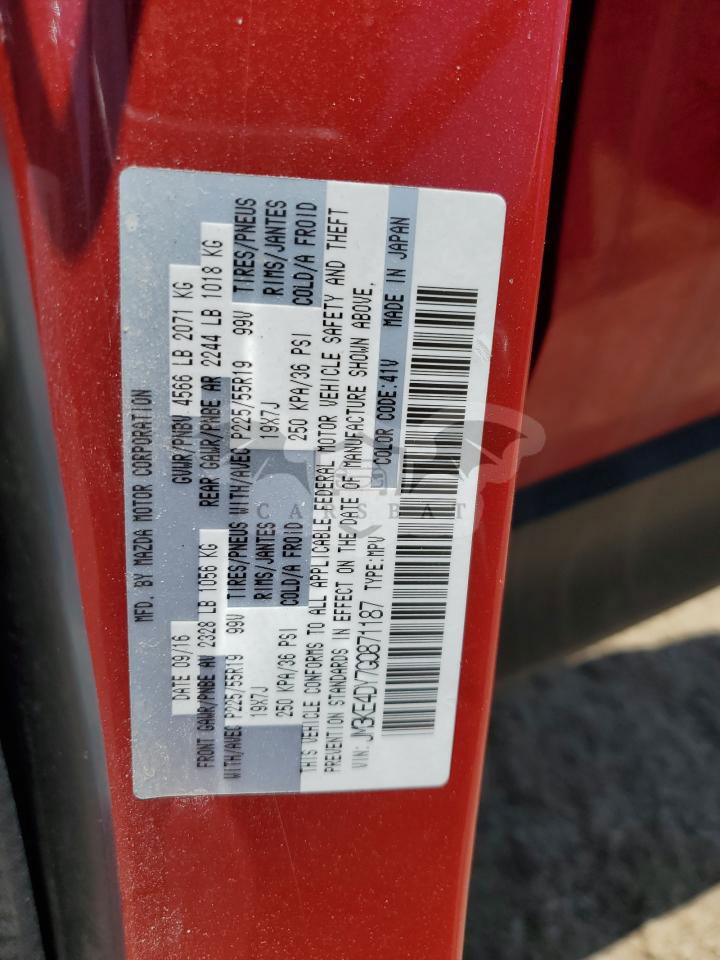 MFD. BY MAZDA MOTOR CORPORATION
DATE 09/16 GVWR/PNBV 4566 LB 2071 KG
FRONT GAWR/PNBE AV 2328 LB 1056 KG REAR GAWR/PNBE AR 2244 LB 1018 KG
WITH/AVEC P225/55R19 99V TIRES/PNEUS WITH/AVEC P225/55R19 99V TIRES/PNEUS
19X7J RIMS/JANTES 19X7J RIMS/JANTES
250 KPA/36 PSI COLD/A FROID 250 KPA/36 PSI COLD/A FROID
THIS VEHICLE CONFORMS TO ALL APPLICABLE FEDERAL MOTOR VEHICLE SAFETY AND THEFT
PREVENTION STANDARDS IN EFFECT ON THE DATE OF MANUFACTURE SHOWN ABOVE.
VIN: JM3KE4DY7G0871187 TYPE:MPV COLOR CODE:41V MADE IN JAPAN
CARSBAT